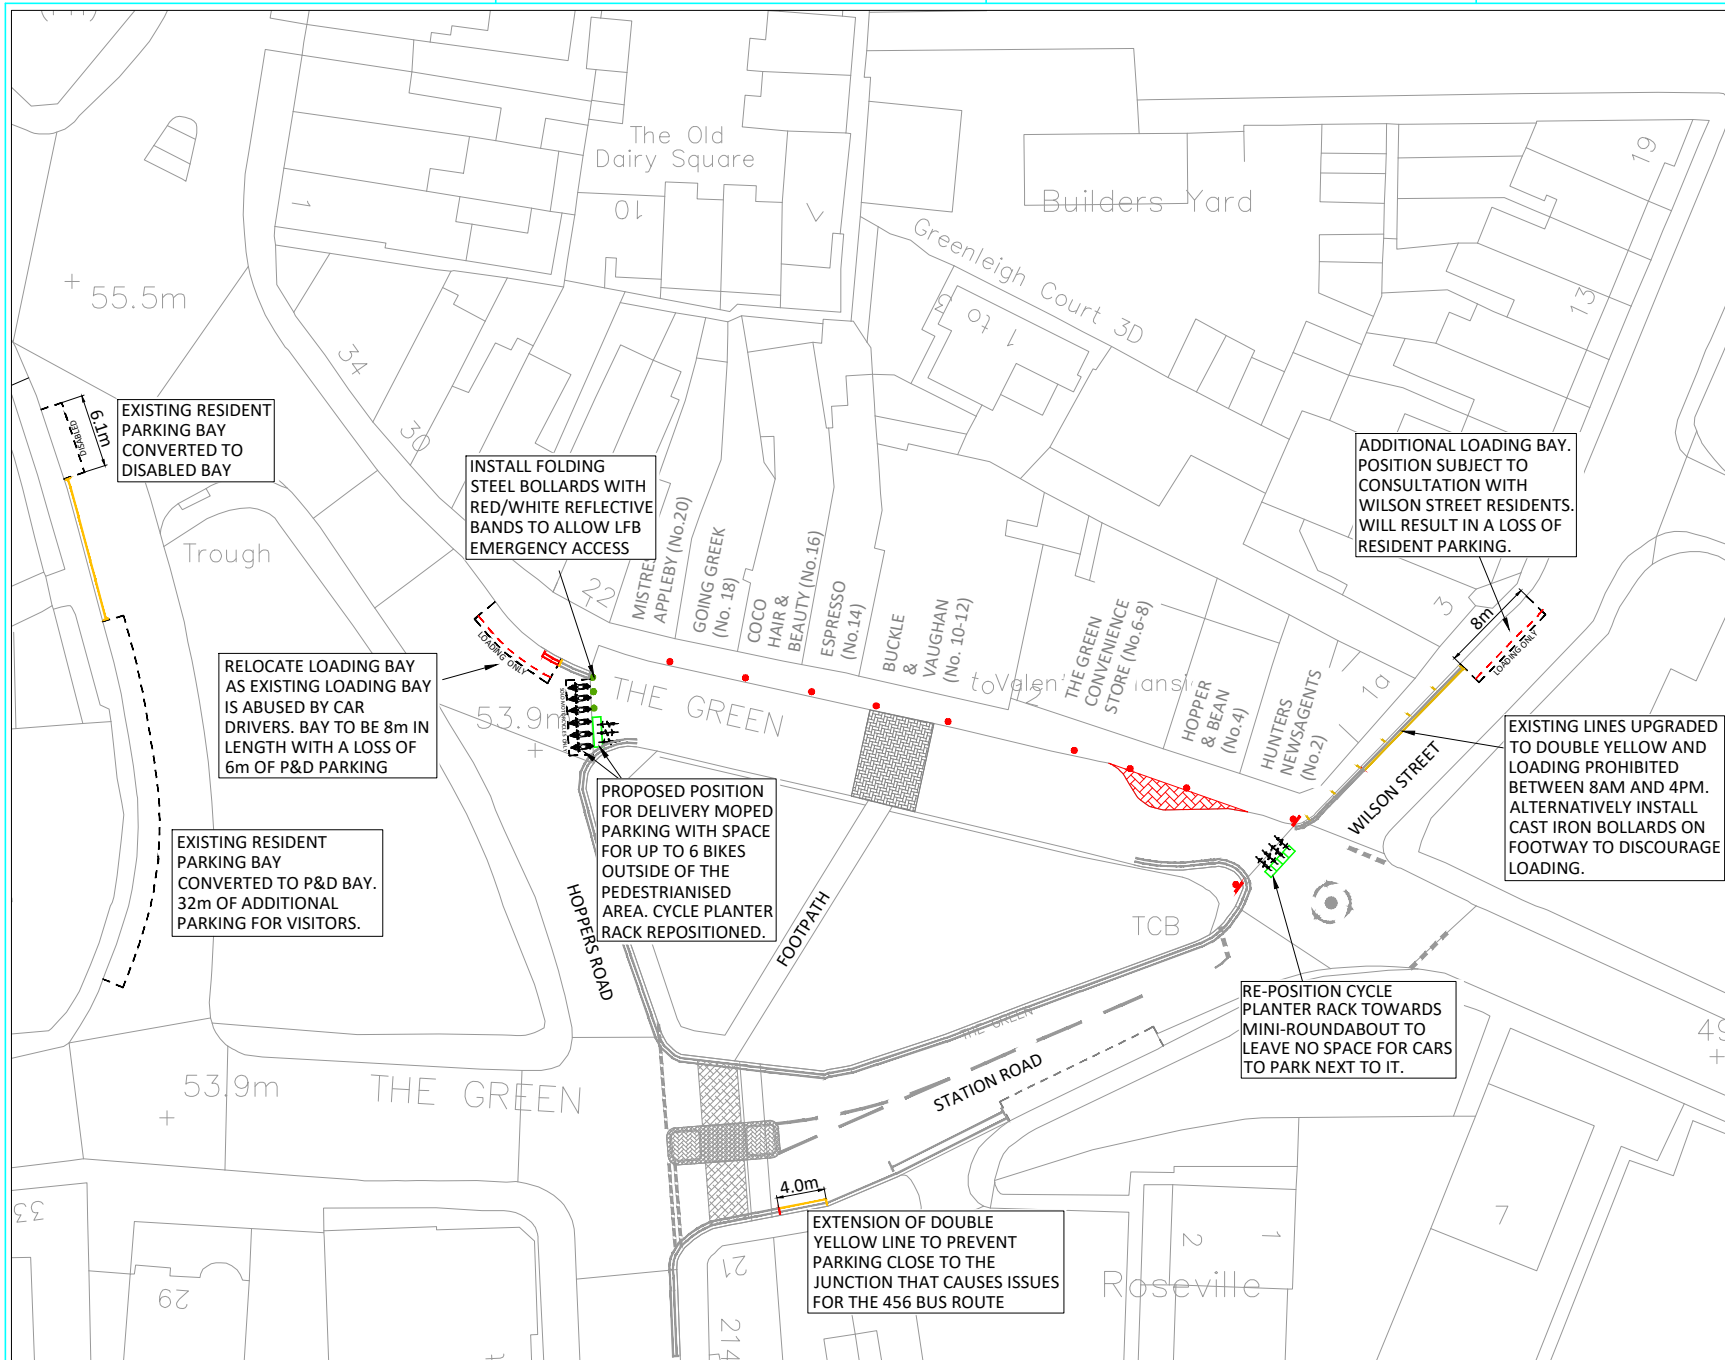 The Old
Dairy Square
10
1
Builders Yard
19
13
Greenleigh Court 3D
1 to 3
55.5m
34
30
6.1m
DISABLED
EXISTING RESIDENT
PARKING BAY
CONVERTED TO
DISABLED BAY
INSTALL FOLDING
STEEL BOLLARDS WITH
RED/WHITE REFLECTIVE
BANDS TO ALLOW LFB
EMERGENCY ACCESS
ADDITIONAL LOADING BAY.
POSITION SUBJECT TO
CONSULTATION WITH
WILSON STREET RESIDENTS.
WILL RESULT IN A LOSS OF
RESIDENT PARKING.
Trough
22
APPLEBY (No.20)
GOING GREEK
(No. 18)
COCO
HAIR &
BEAUTY (No.16)
ESPRESSO
(No.14)
BUCKLE
&
VAUGHAN
(No. 10-12)
THE GREEN
CONVENIENCE
STORE (No.6-8)
HOPPER
& BEAN
(No.4)
HUNTERS
NEWSAGENTS
(No.2)
1
1a
3
8m
LOADING ONLY
LOADING ONLY
RELOCATE LOADING BAY
AS EXISTING LOADING BAY
IS ABUSED BY CAR
DRIVERS. BAY TO BE 8m IN
LENGTH WITH A LOSS OF
6m OF P&D PARKING
THE GREEN
53.9m
EXISTING LINES UPGRADED
TO DOUBLE YELLOW AND
LOADING PROHIBITED
BETWEEN 8AM AND 4PM.
ALTERNATIVELY INSTALL
CAST IRON BOLLARDS ON
FOOTWAY TO DISCOURAGE
LOADING.
WILSON STREET
PROPOSED POSITION
FOR DELIVERY MOPED
PARKING WITH SPACE
FOR UP TO 6 BIKES
OUTSIDE OF THE
PEDESTRIANISED
AREA. CYCLE PLANTER
RACK REPOSITIONED.
EXISTING RESIDENT
PARKING BAY
CONVERTED TO P&D BAY.
32m OF ADDITIONAL
PARKING FOR VISITORS.
HOPPERS ROAD
FOOTPATH
TCB
RE-POSITION CYCLE
PLANTER RACK TOWARDS
MINI-ROUNDABOUT TO
LEAVE NO SPACE FOR CARS
TO PARK NEXT TO IT.
THE GREEN
STATION ROAD
53.9m
THE GREEN
4.0m
EXTENSION OF DOUBLE
YELLOW LINE TO PREVENT
PARKING CLOSE TO THE
JUNCTION THAT CAUSES ISSUES
FOR THE 456 BUS ROUTE
33
29
21
214
Roseville
2
1
7